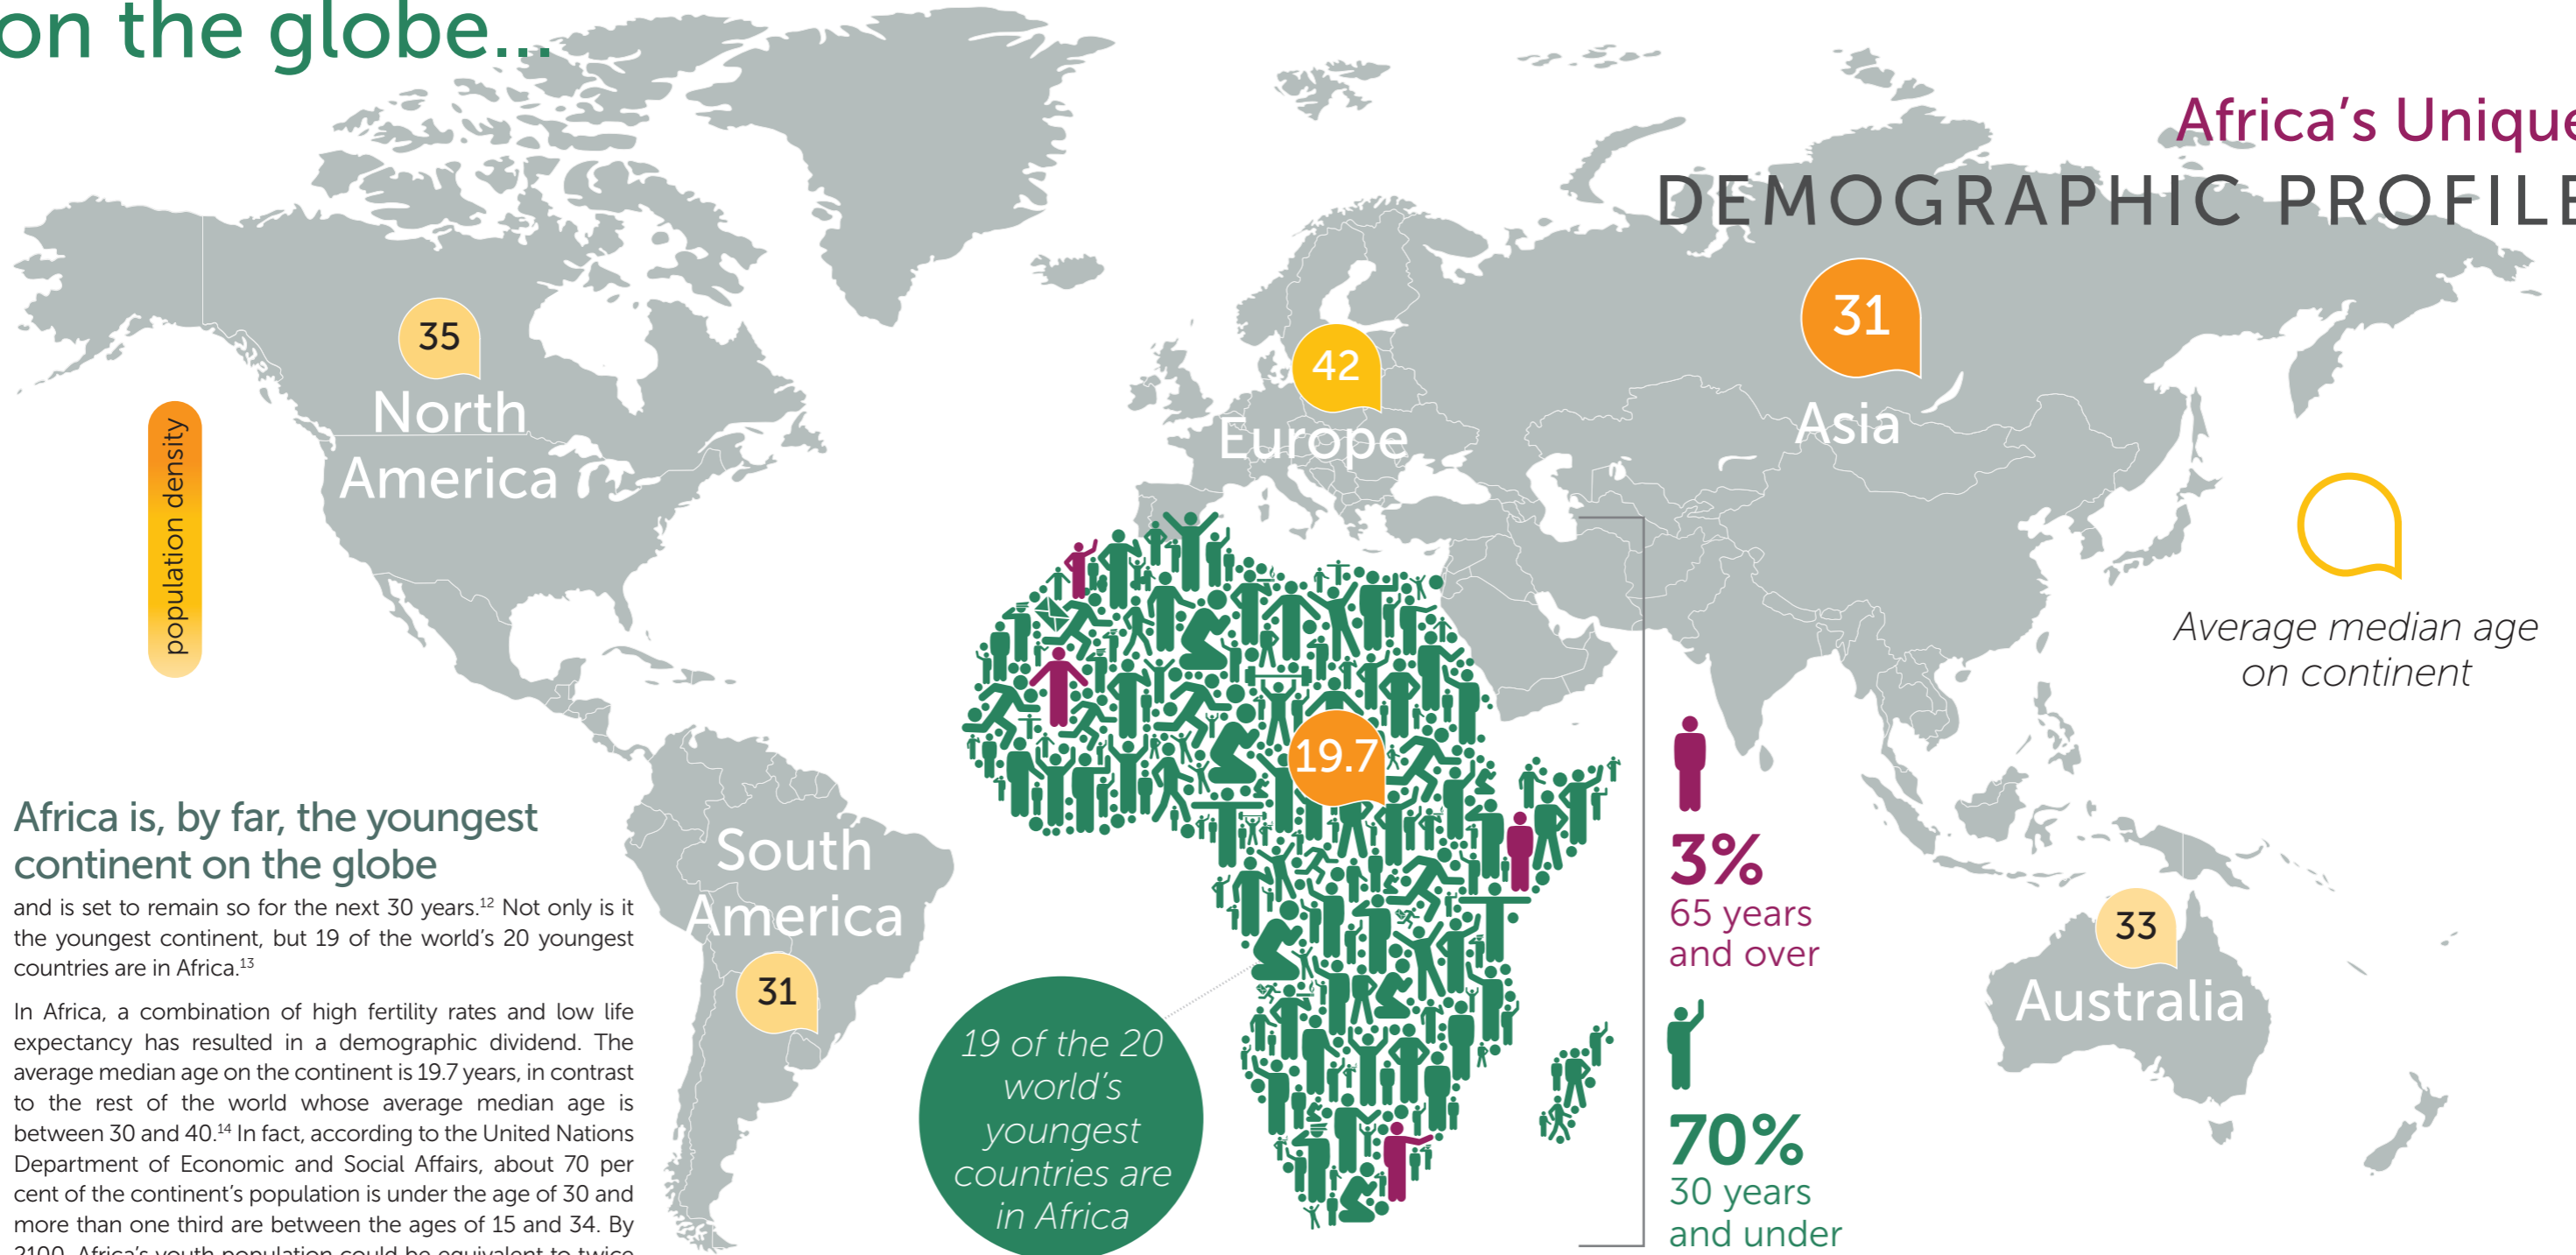 on the globe...
Africa's Unique
DEMOGRAPHIC PROFILE
35
North
America
42
Europe
31
Asia
population density
Average median age
on continent
19.7
Africa is, by far, the youngest
continent on the globe
and is set to remain so for the next 30 years.12 Not only is it
the youngest continent, but 19 of the world's 20 youngest
countries are in Africa.13
In Africa, a combination of high fertility rates and low life
expectancy has resulted in a demographic dividend. The
average median age on the continent is 19.7 years, in contrast
to the rest of the world whose average median age is
between 30 and 40.14 In fact, according to the United Nations
Department of Economic and Social Affairs, about 70 per
cent of the continent's population is under the age of 30 and
more than one third are between the ages of 15 and 34. By
2100, Africa's youth population could be equivalent to twice
South
America
31
19 of the 20
world's
youngest
countries are
in Africa
3%
65 years
and over
70%
30 years
and under
33
Australia